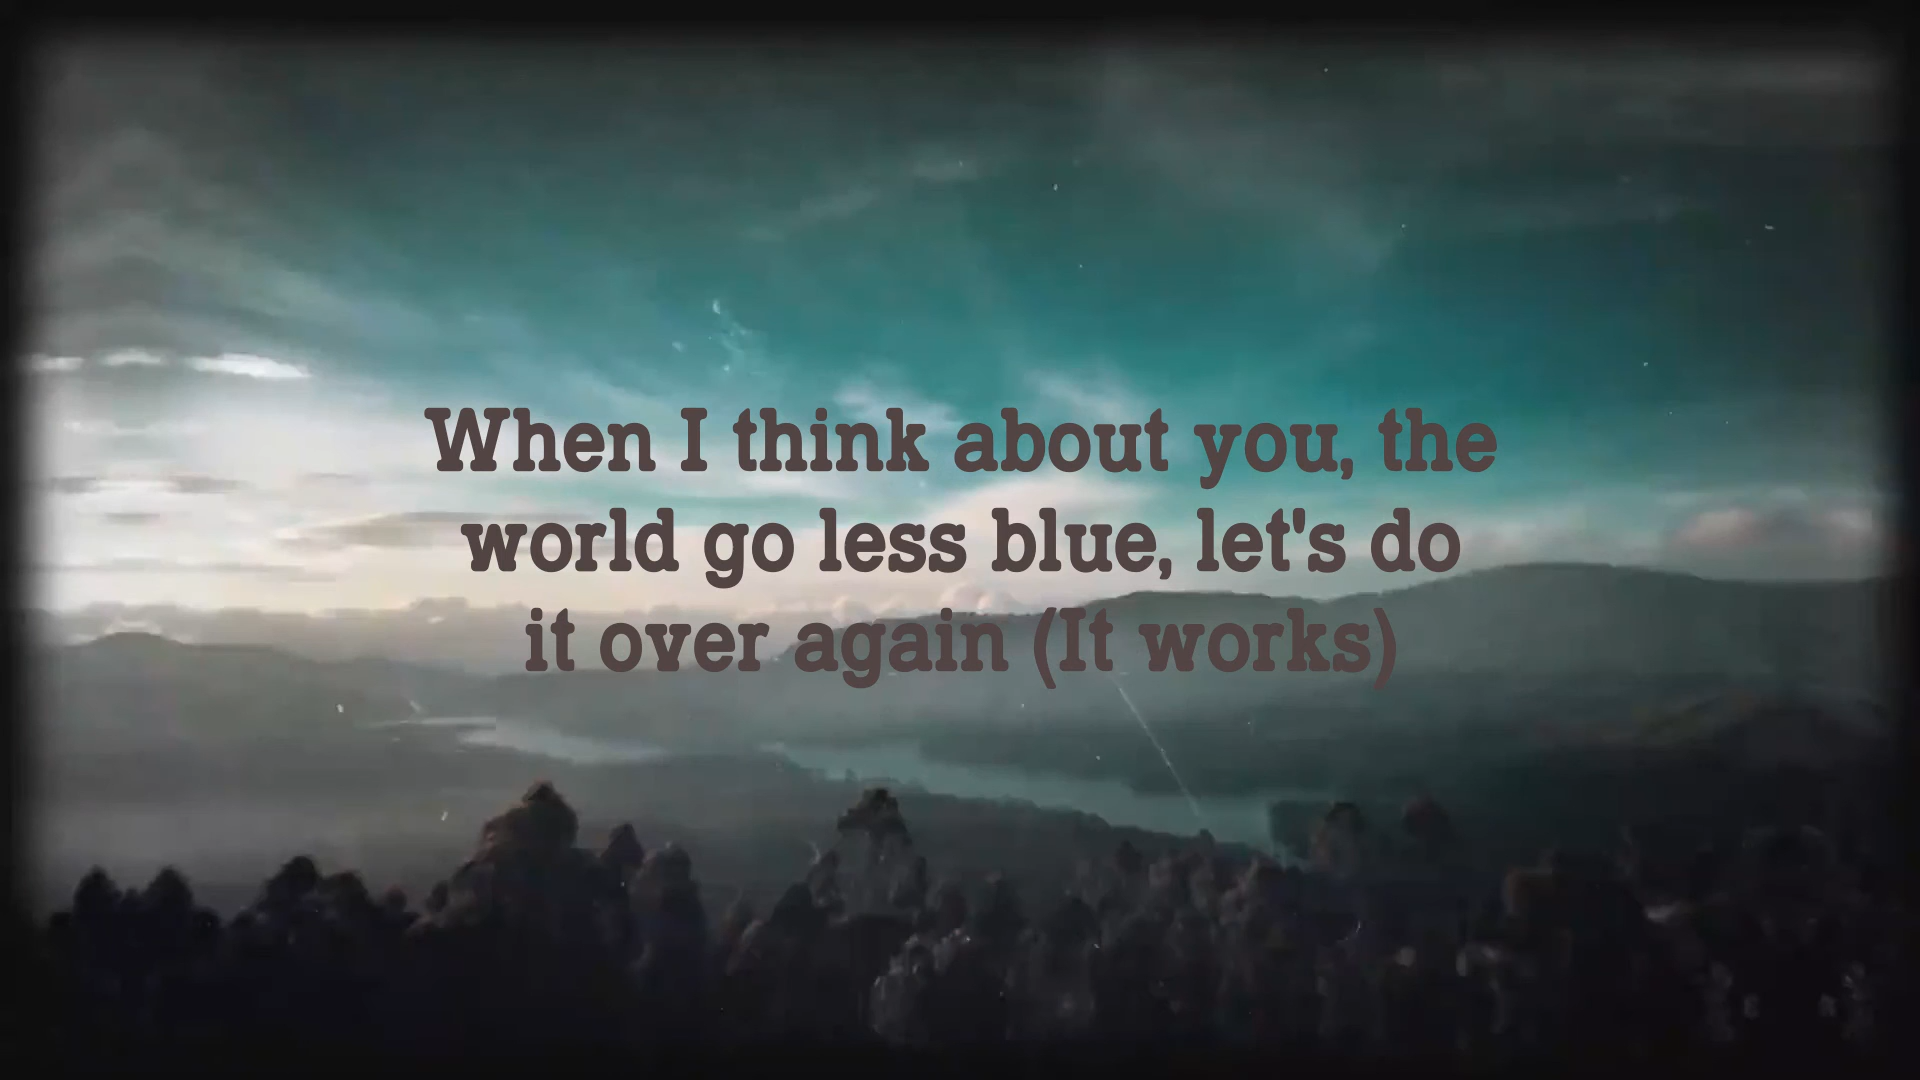 When I think about you, the
world go less blue, let's do
it over again (It works)